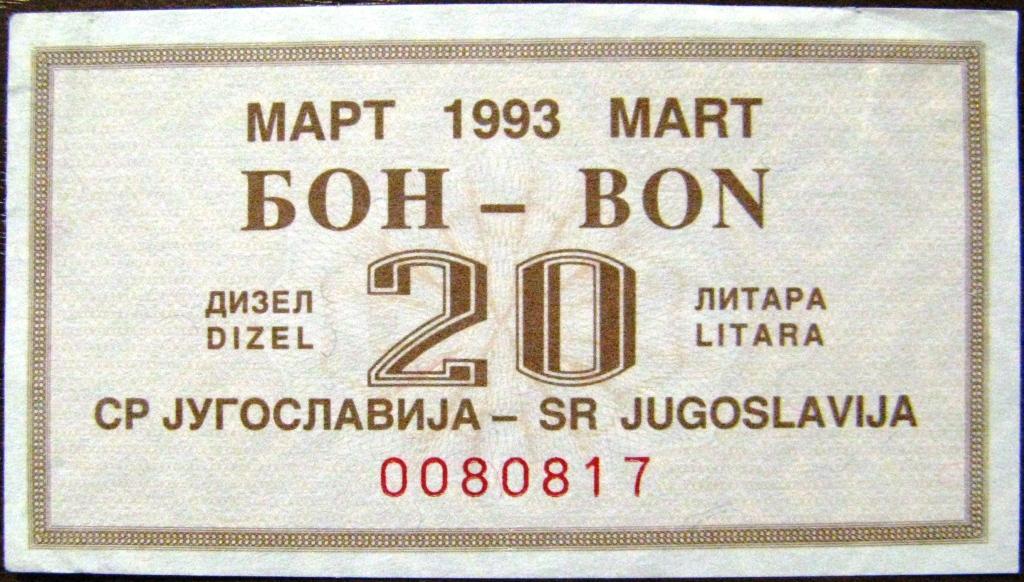 МАРТ 1993 MART
БОН – BON
ДИЗЕЛ 20 ЛИТАРА
DIZEL LITARA
СР ЈУГОСЛАВИЈА – SR JUGOSLAVIJA
0080817